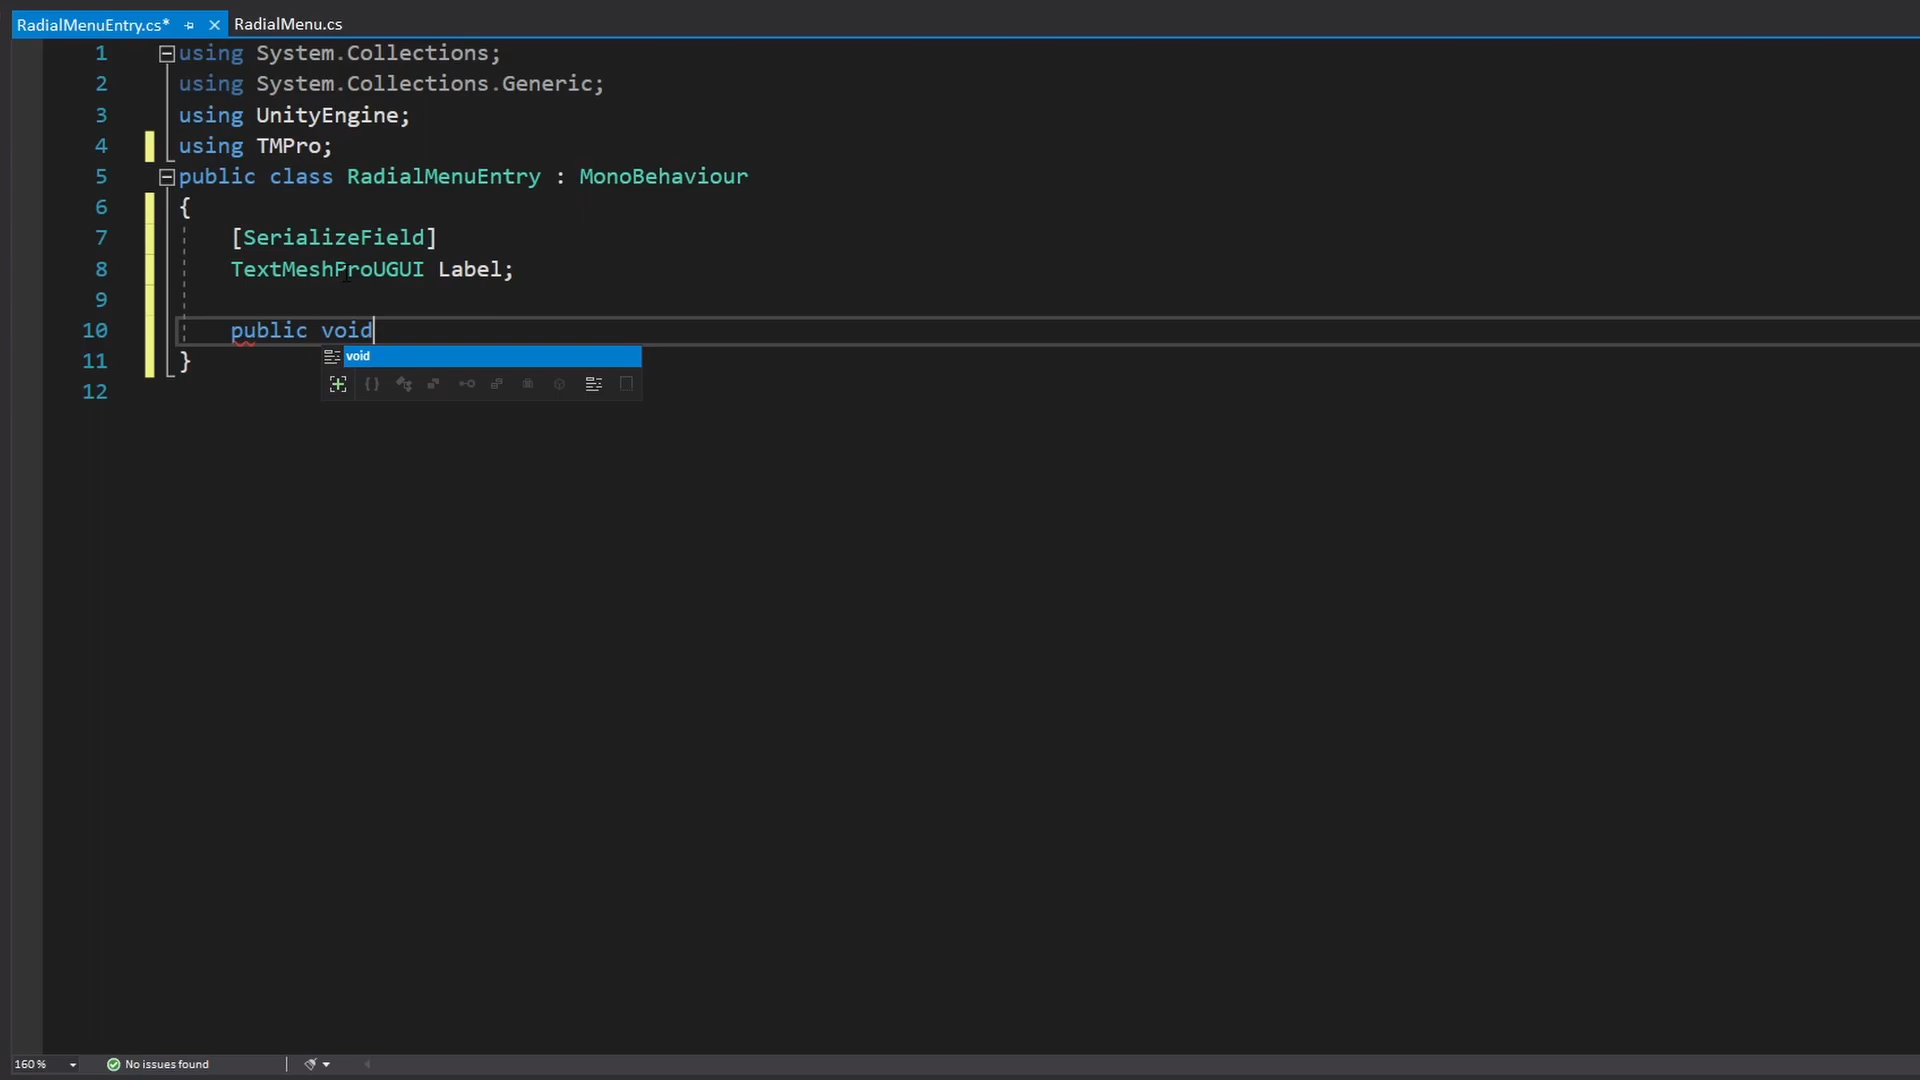 RadialMenuEntry.cs* RadialMenu.cs
1 using System.Collections;
2 using System.Collections.Generic;
3 using UnityEngine;
4 using TMPro;
5 public class RadialMenuEntry : MonoBehaviour
6 {
7 [SerializeField]
8 TextMeshProUGUI Label;
9
10 public void
void
11 }
12
160 % No issues found